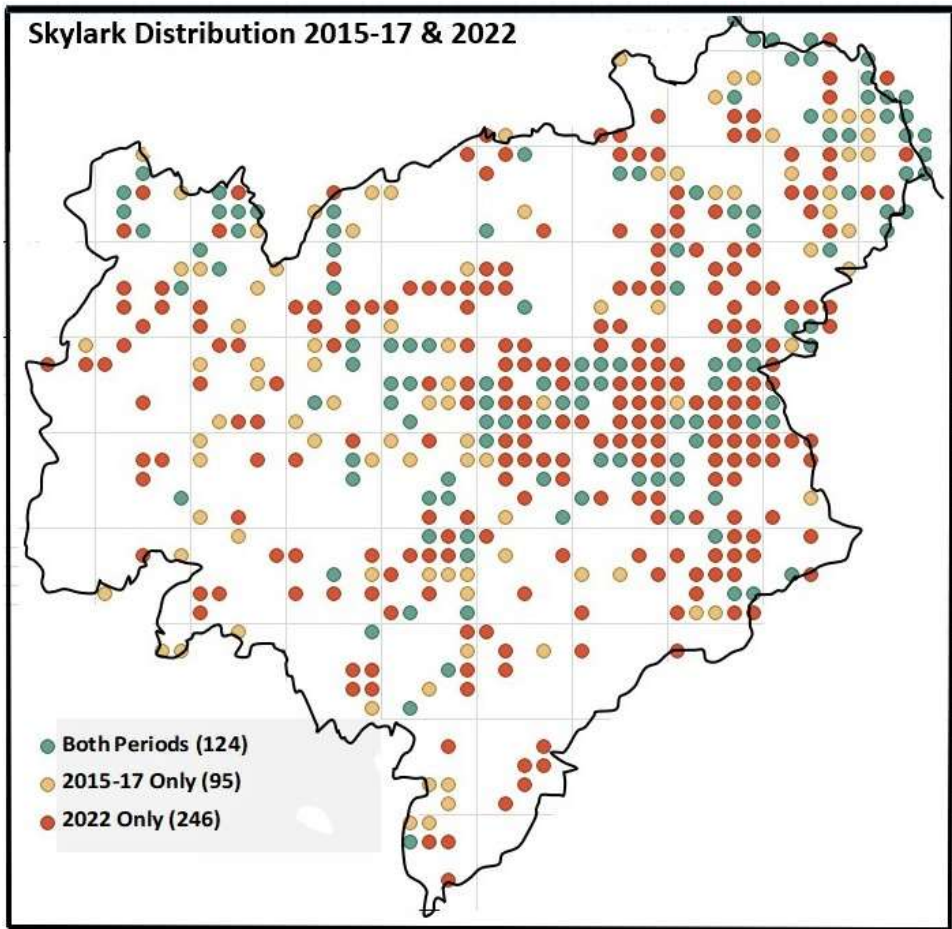 Skylark Distribution 2015-17 & 2022
Both Periods (124)
2015-17 Only (95)
2022 Only (246)